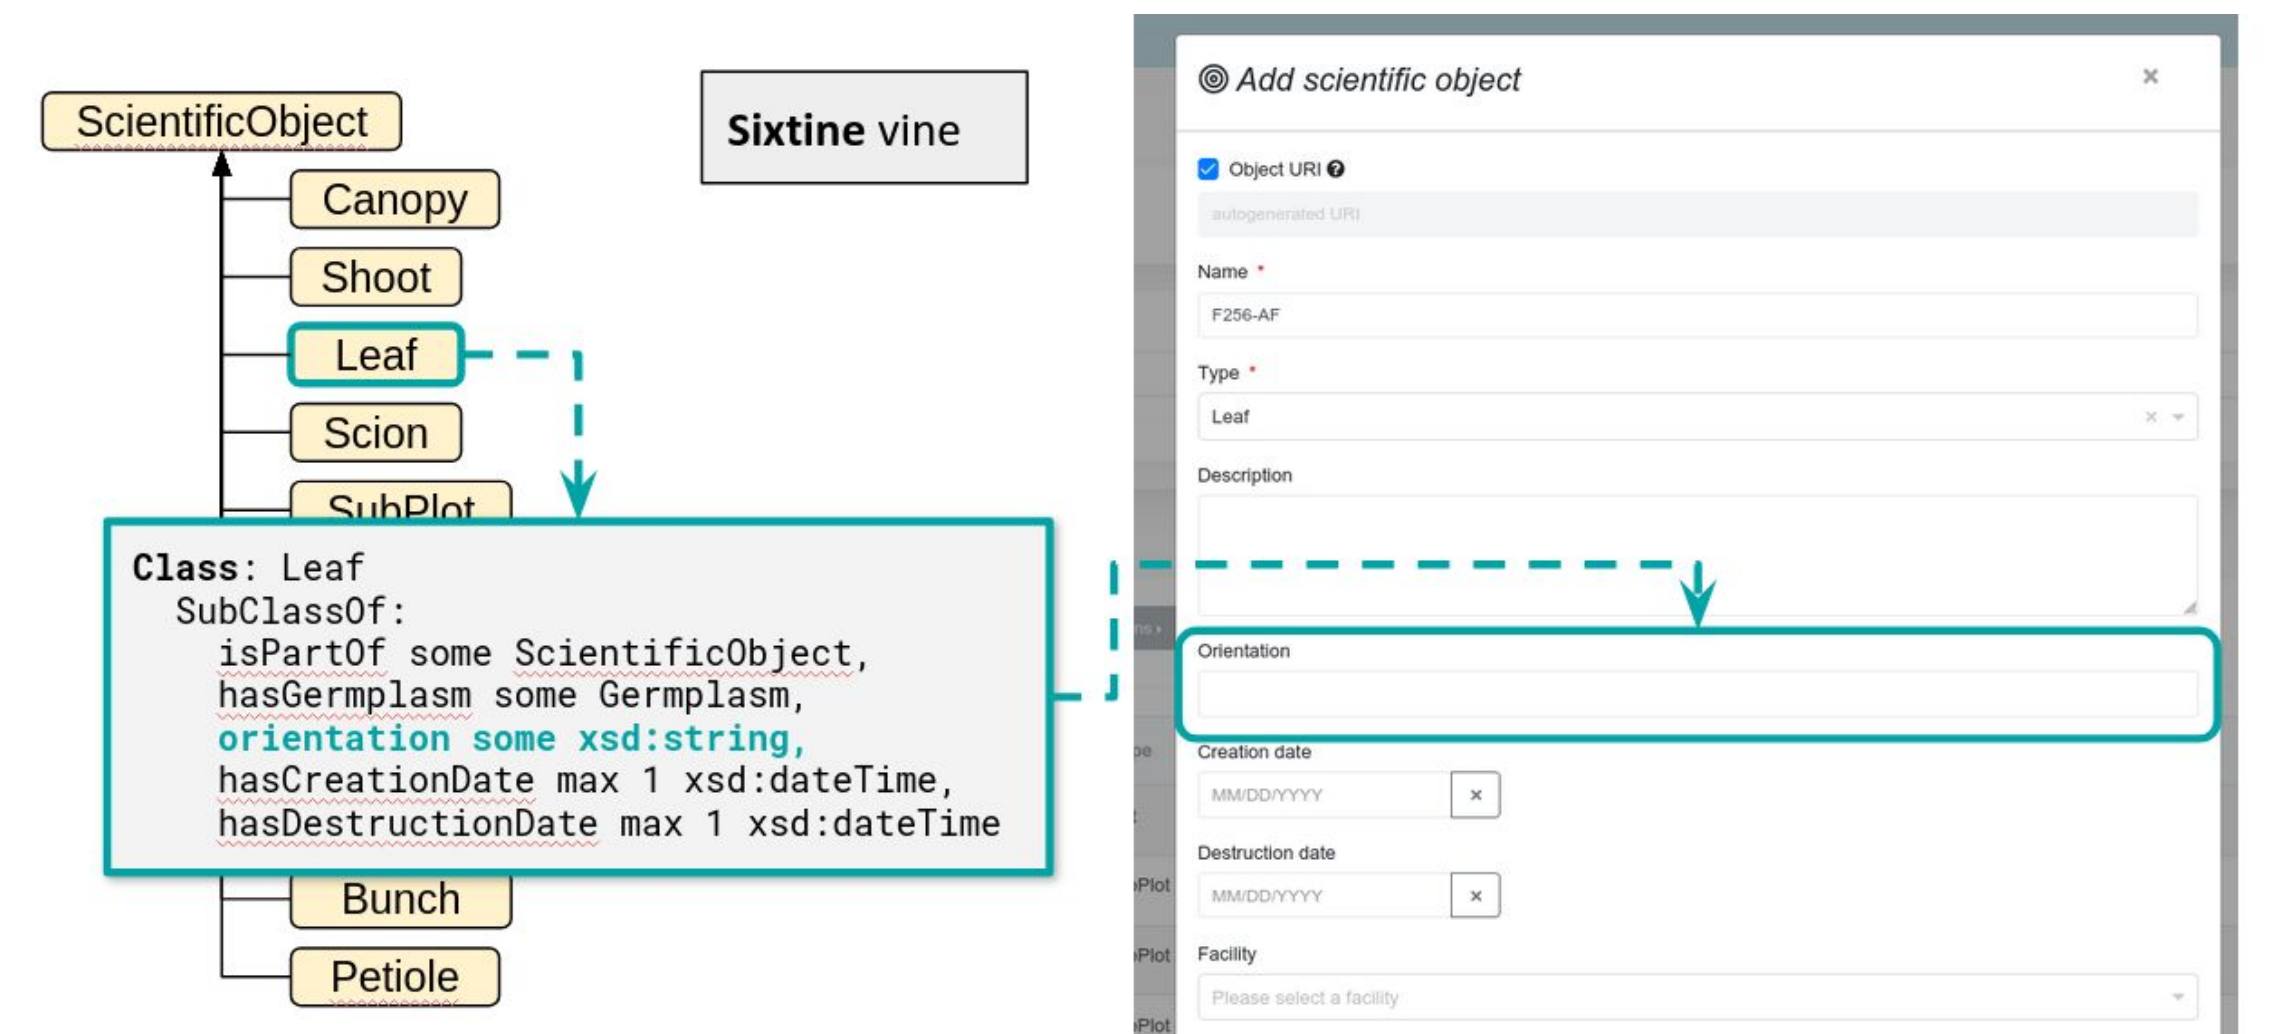 ScientificObject
Canopy
Shoot
Leaf
Scion
SubPlot
Class: Leaf
SubClassOf:
isPartOf some ScientificObject,
hasGermplasm some Germplasm,
orientation some xsd:string,
hasCreationDate max 1 xsd:dateTime,
hasDestructionDate max 1 xsd:dateTime
Bunch
Petiole
Sixtine vine
Add scientific object ×
Object URI ?
autogenerated URI
Name *
F256-AF
Type *
Leaf ×
Description
Orientation
Creation date
MM/DD/YYYY ×
Destruction date
MM/DD/YYYY ×
Facility
Please select a facility
Plot
Plot
Plot